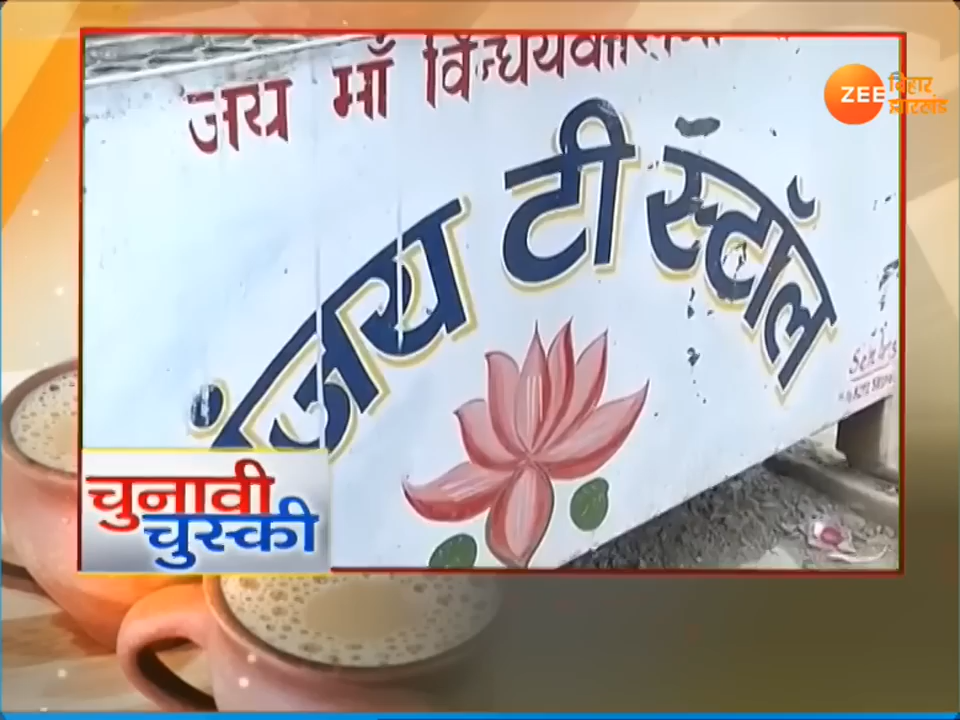 जय माँ विन्ध्यवासिनी
ZEE बिहार झारखंड
जय टी स्टॉल
चुनावी
चुस्की